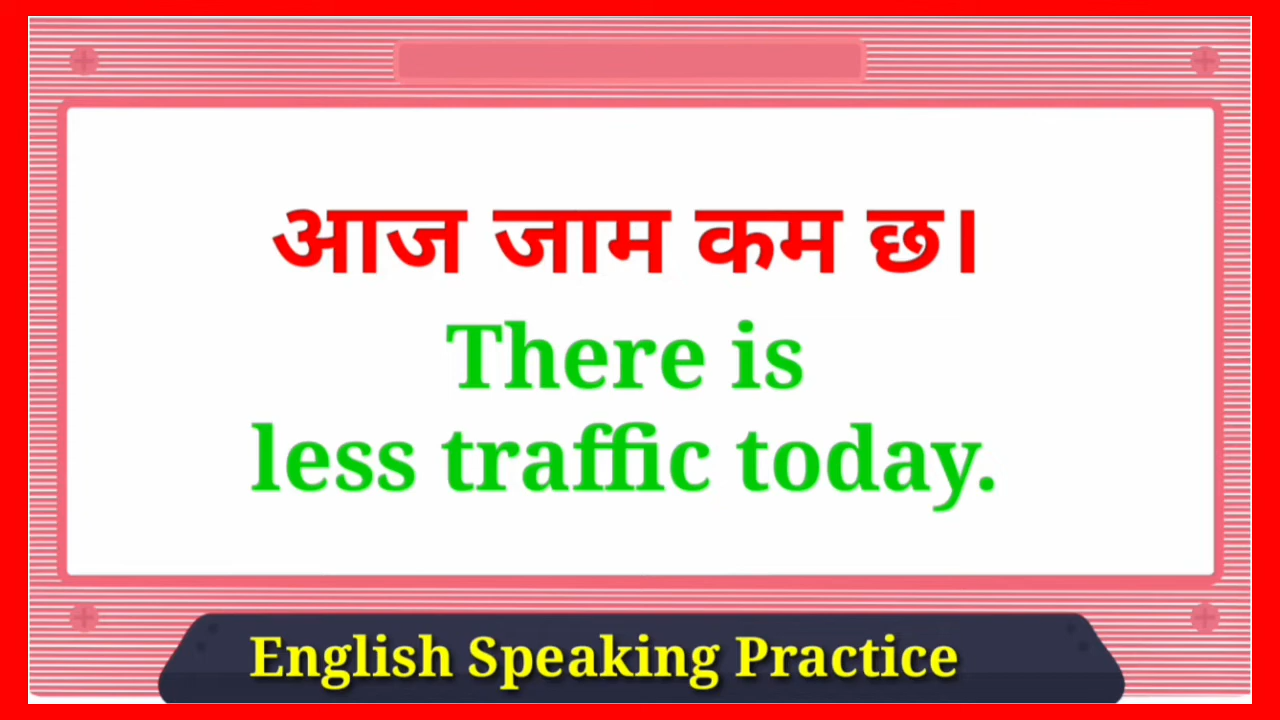 आज जाम कम छ।
There is
less traffic today.
English Speaking Practice